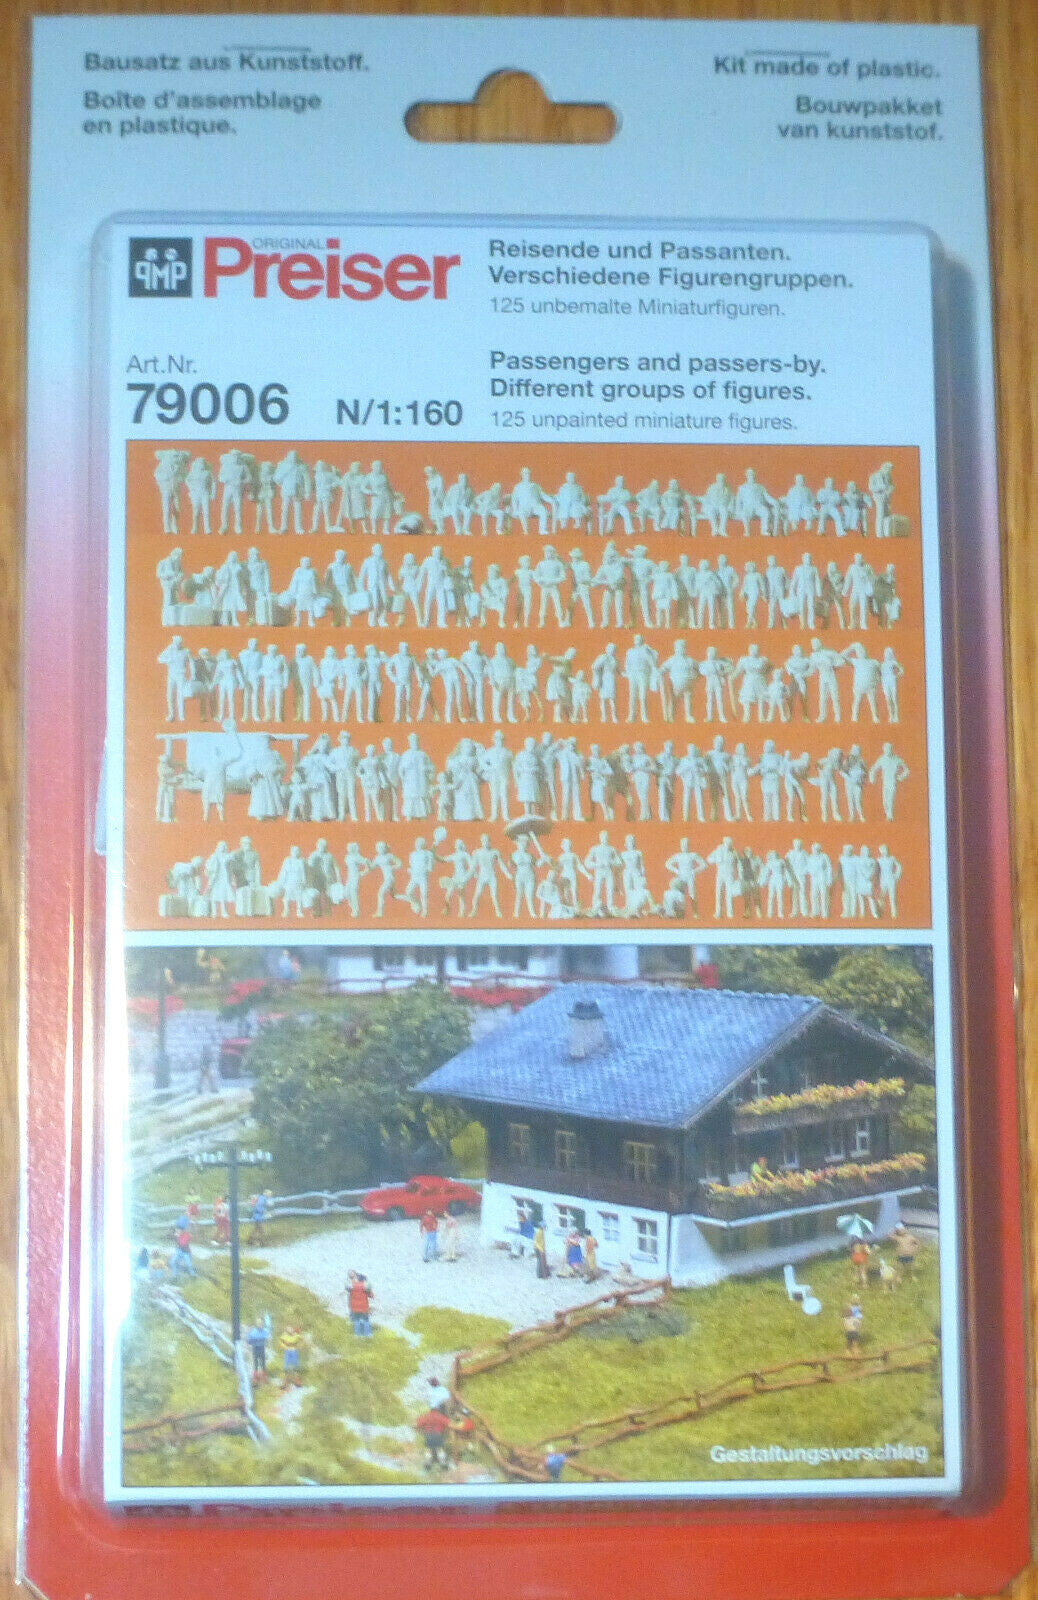 Bausatz aus Kunststoff.
Boîte d'assemblage
en plastique.
Kit made of plastic.
Bouwpakket
van kunststof.
PMP
ORIGINAL
Preiser
Reisende und Passanten.
Verschiedene Figurengruppen.
125 unbemalte Miniaturfiguren.
Art.Nr.
79006 N/1:160
Passengers and passers-by.
Different groups of figures.
125 unpainted miniature figures.
Gestaltungsvorschlag